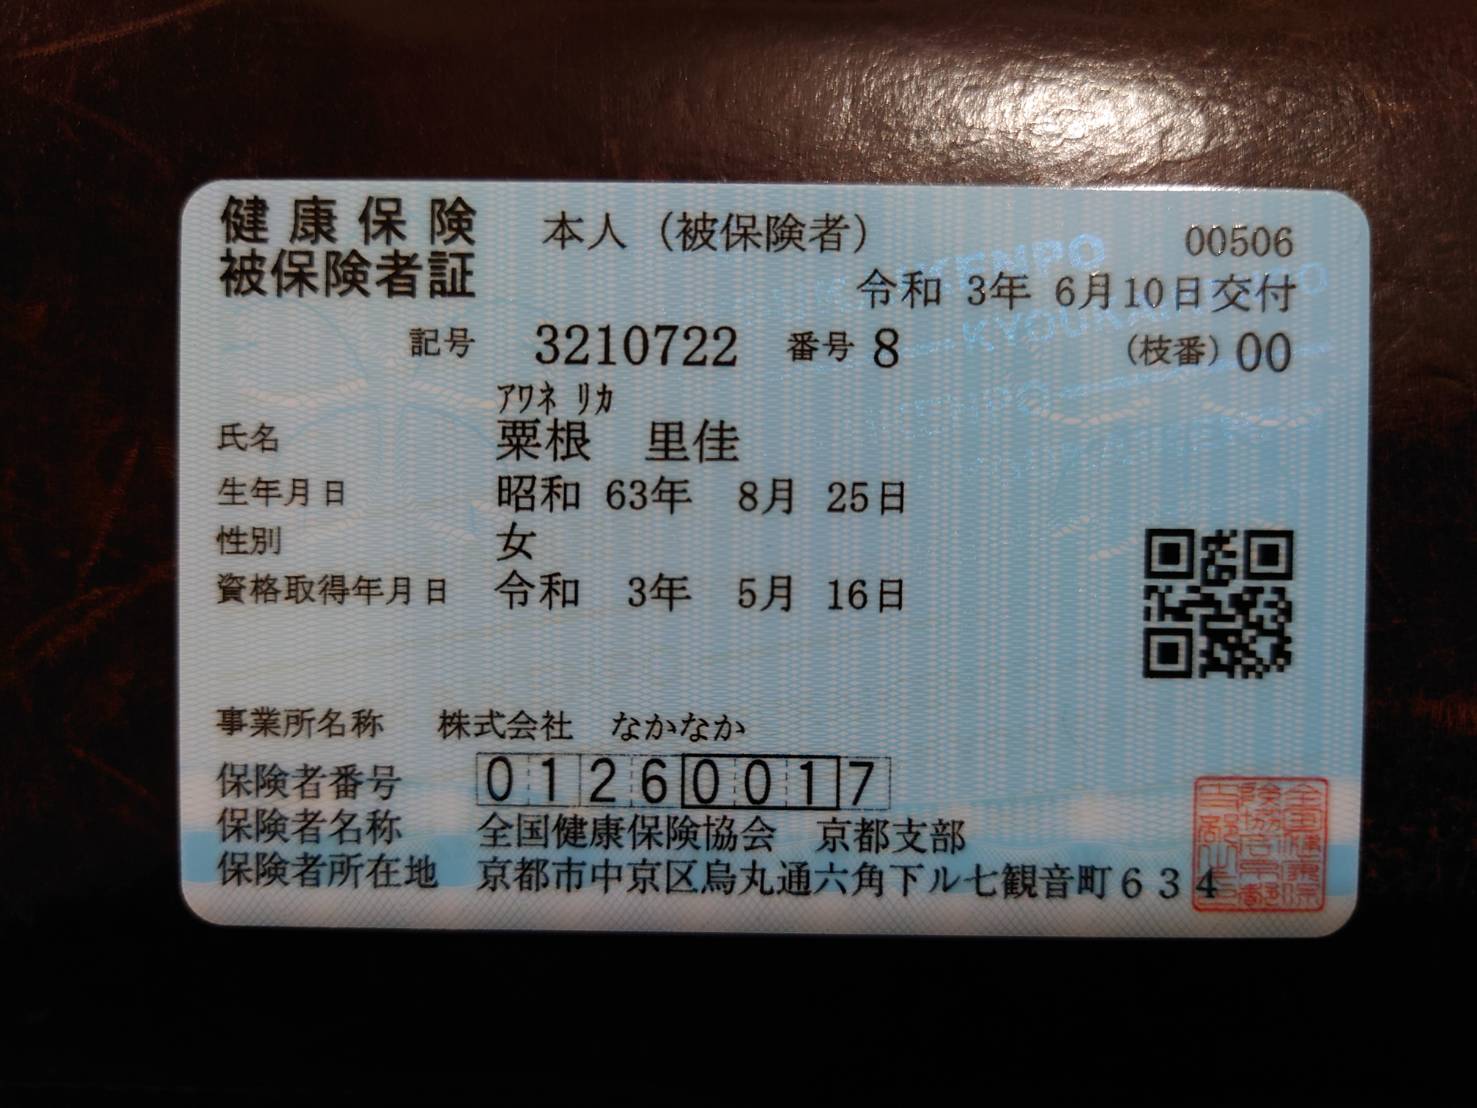 健康保険 本人（被保険者） 00506
被保険者証 令和 3年 6月10日交付
記号 3210722 番号 8 （枝番）00
ｱﾜﾈ ﾘｶ
氏名 粟根 里佳
生年月日 昭和 63年 8月 25日
性別 女
資格取得年月日 令和 3年 5月 16日
事業所名称 株式会社 なかなか
保険者番号 01260017
保険者名称 全国健康保険協会 京都支部
保険者所在地 京都市中京区烏丸通六角下ル七観音町６３４